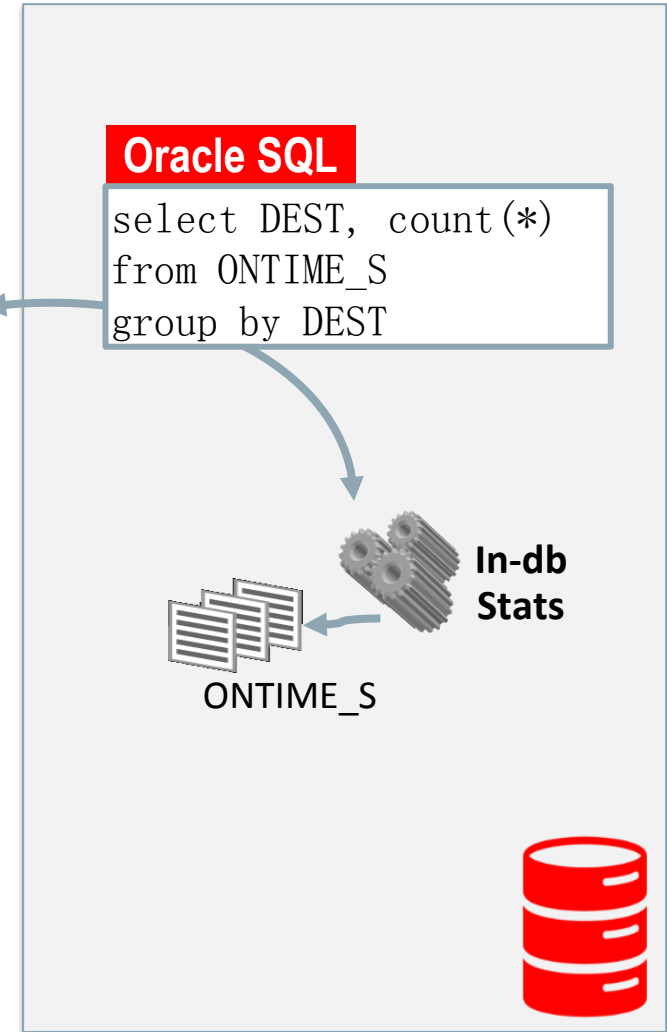 Oracle SQL
select DEST, count(*)
from ONTIME_S
group by DEST
In-db
Stats
ONTIME_S